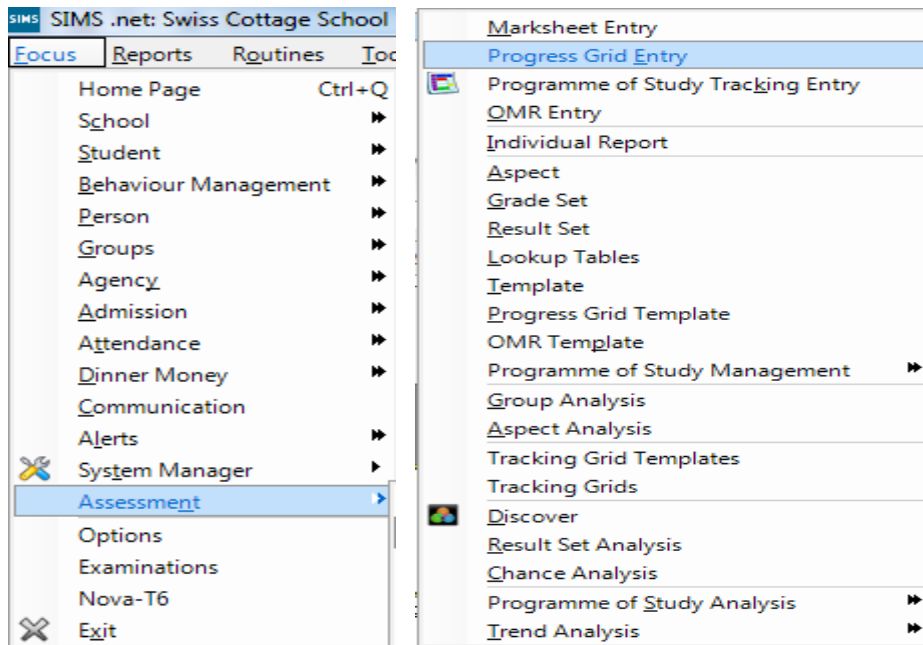 SIMS SIMS .net: Swiss Cottage School
Focus Reports Routines Too
Home Page Ctrl+Q
School
Student
Behaviour Management
Person
Groups
Agency
Admission
Attendance
Dinner Money
Communication
Alerts
System Manager
Assessment
Options
Examinations
Nova-T6
Exit
Marksheet Entry
Progress Grid Entry
Programme of Study Tracking Entry
OMR Entry
Individual Report
Aspect
Grade Set
Result Set
Lookup Tables
Template
Progress Grid Template
OMR Template
Programme of Study Management
Group Analysis
Aspect Analysis
Tracking Grid Templates
Tracking Grids
Discover
Result Set Analysis
Chance Analysis
Programme of Study Analysis
Trend Analysis